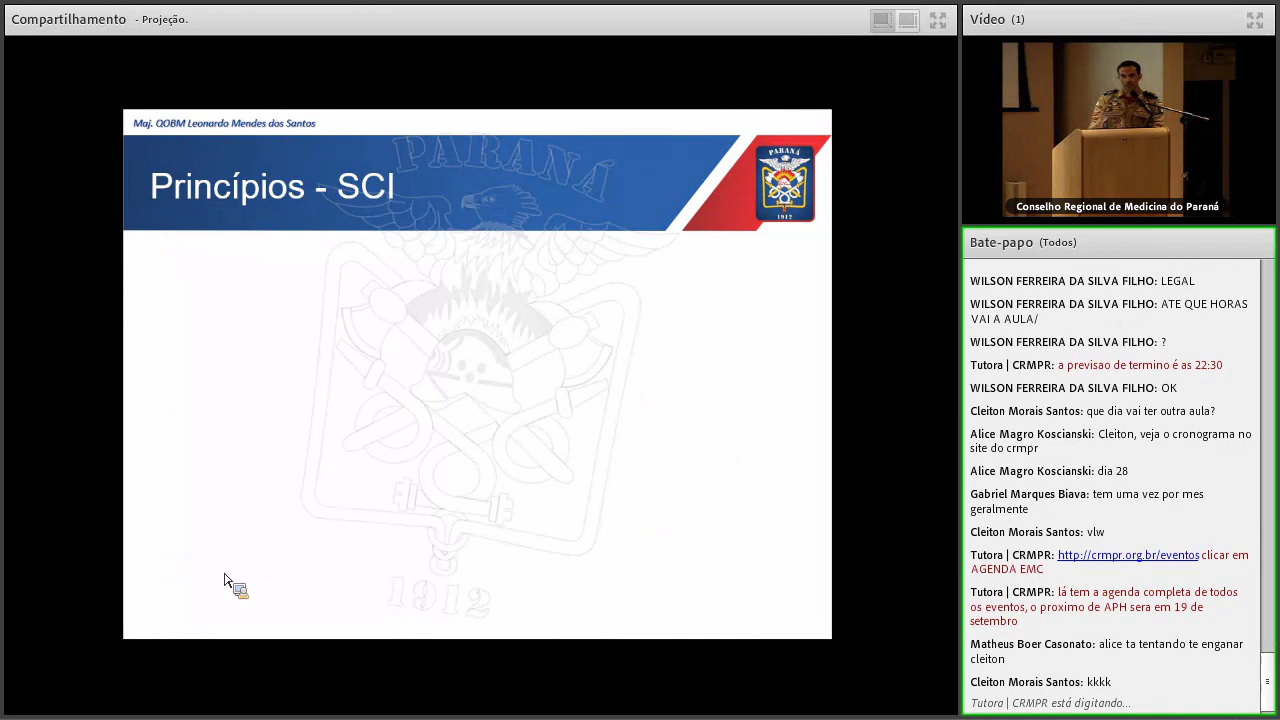 Compartilhamento - Projeção.
Maj. QOBM Leonardo Mendes dos Santos
Princípios - SCI
PARANÁ
1912
PARANÁ
1912
Vídeo (1)
Conselho Regional de Medicina do Paraná
Bate-papo (Todos)
WILSON FERREIRA DA SILVA FILHO: LEGAL
WILSON FERREIRA DA SILVA FILHO: ATE QUE HORAS
VAI A AULA/
WILSON FERREIRA DA SILVA FILHO: ?
Tutora | CRMPR: a previsao de termino é as 22:30
WILSON FERREIRA DA SILVA FILHO: OK
Cleiton Morais Santos: que dia vai ter outra aula?
Alice Magro Koscianski: Cleiton, veja o cronograma no
site do crmpr
Alice Magro Koscianski: dia 28
Gabriel Marques Biava: tem uma vez por mes
geralmente
Cleiton Morais Santos: vlw
Tutora | CRMPR: http://crmpr.org.br/eventos clicar em
AGENDA EMC
Tutora | CRMPR: lá tem a agenda completa de todos
os eventos, o proximo de APH sera em 19 de
setembro
Matheus Boer Casonato: alice ta tentando te enganar
cleiton
Cleiton Morais Santos: kkkk
Tutora | CRMPR está digitando...